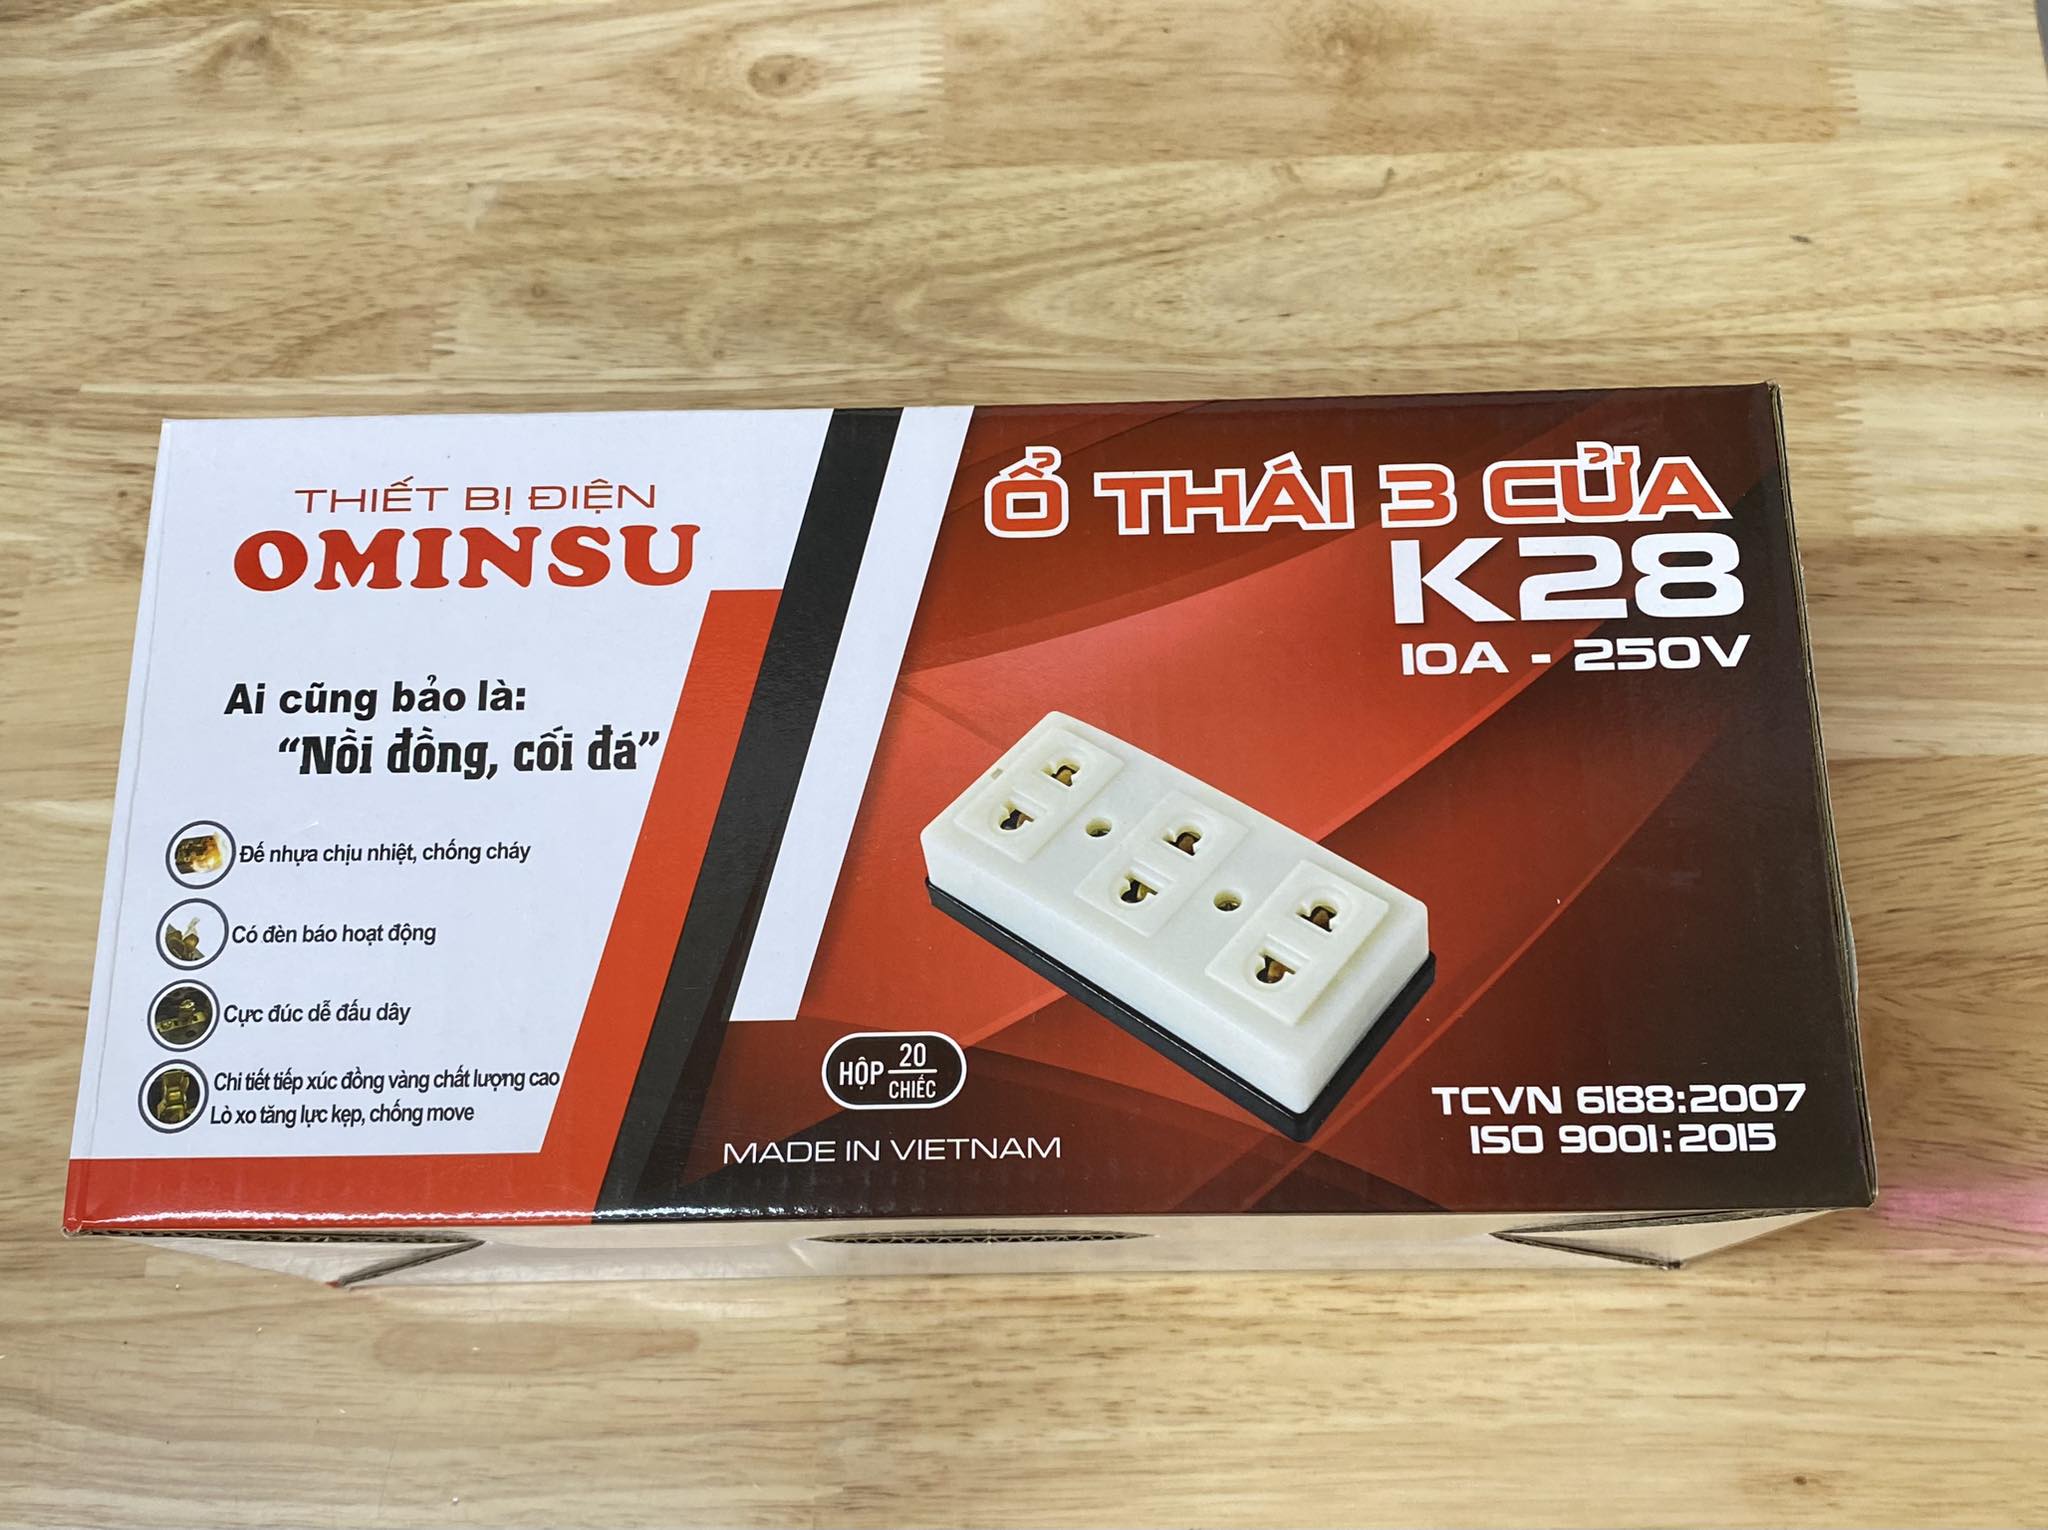 THIẾT BỊ ĐIỆN
OMINSU
Ai cũng bảo là:
“Nồi đồng, cối đá”
Đế nhựa chịu nhiệt, chống cháy
Có đèn báo hoạt động
Cực đúc dễ đấu dây
Chi tiết tiếp xúc đồng vàng chất lượng cao
Lò xo tăng lực kẹp, chống move
Ổ THÁI 3 CỬA
K28
10A - 250V
HỘP 20
CHIẾC
MADE IN VIETNAM
TCVN 6188:2007
ISO 9001:2015